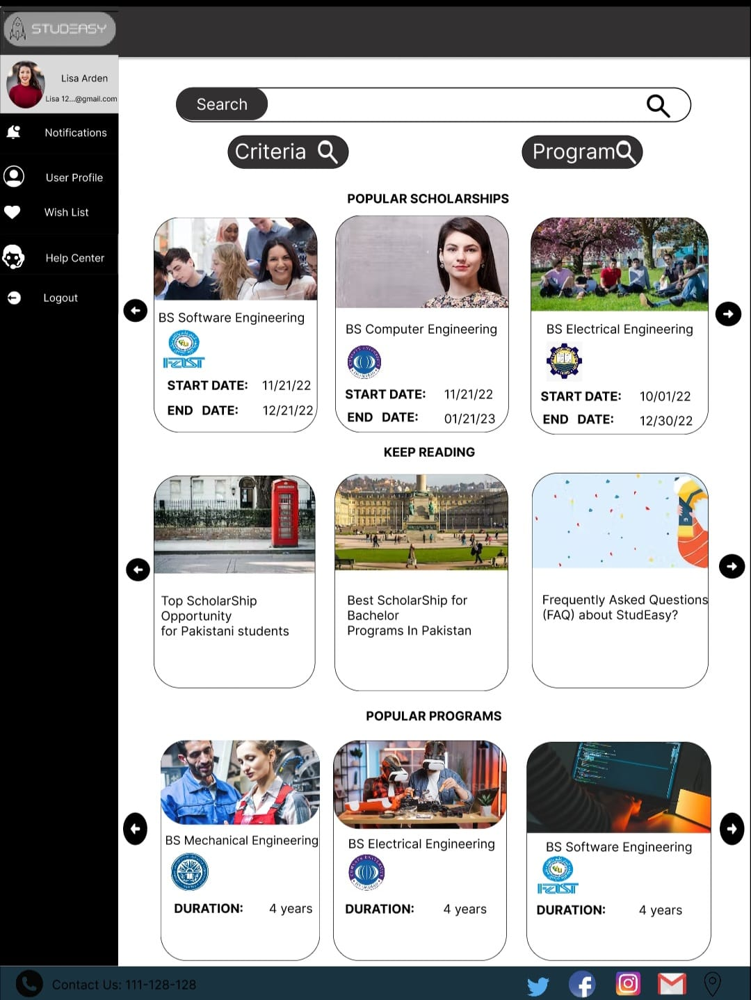 STUDEASY
Lisa Arden
Lisa 12...@gmail.com
Notifications
User Profile
Wish List
Help Center
Logout
Search
Criteria
Program
POPULAR SCHOLARSHIPS
BS Software Engineering
START DATE: 11/21/22
END DATE: 12/21/22
BS Computer Engineering
START DATE: 11/21/22
END DATE: 01/21/23
BS Electrical Engineering
START DATE: 10/01/22
END DATE: 12/30/22
KEEP READING
Top ScholarShip
Opportunity
for Pakistani students
Best ScholarShip for
Bachelor
Programs In Pakistan
Frequently Asked Questions
(FAQ) about StudEasy?
POPULAR PROGRAMS
BS Mechanical Engineering
DURATION: 4 years
BS Electrical Engineering
DURATION: 4 years
BS Software Engineering
DURATION: 4 years
Contact Us: 111-128-128